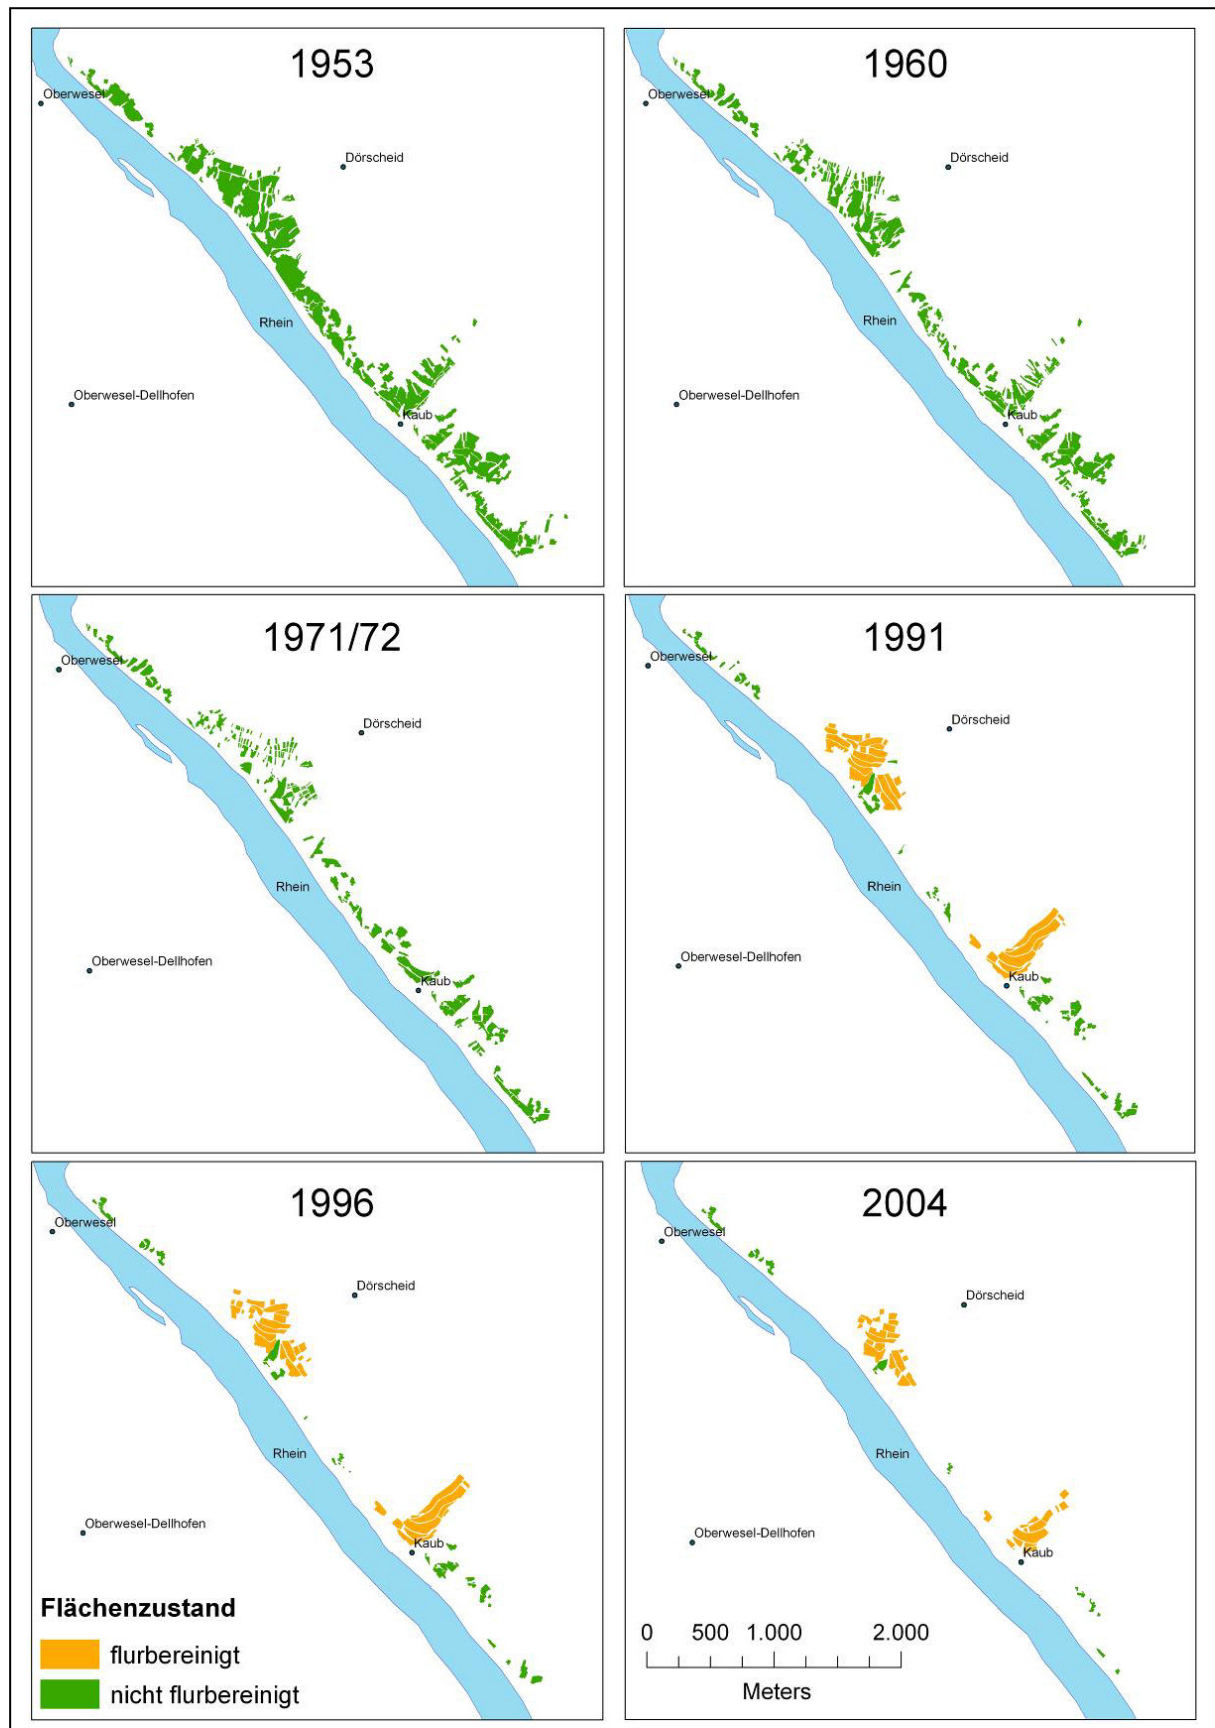 1953
Oberwesel
Dörscheid
Rhein
Oberwesel-Dellhofen
Kaub
1960
Oberwesel
Dörscheid
Rhein
Oberwesel-Dellhofen
Kaub
1971/72
Oberwesel
Dörscheid
Rhein
Oberwesel-Dellhofen
Kaub
1991
Oberwesel
Dörscheid
Rhein
Oberwesel-Dellhofen
Kaub
1996
Oberwesel
Dörscheid
Rhein
Oberwesel-Dellhofen
Kaub
Flächenzustand
flurbereinigt
nicht flurbereinigt
2004
Oberwesel
Dörscheid
Rhein
Oberwesel-Dellhofen
Kaub
0 500 1.000 2.000
Meters